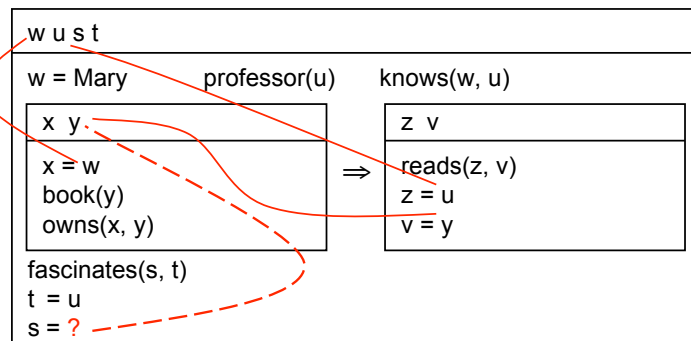 w u s t
w = Mary professor(u) knows(w, u)
x y
z v
x = w
book(y)
owns(x, y)
⇒
reads(z, v)
z = u
v = y
fascinates(s, t)
t = u
s = ?